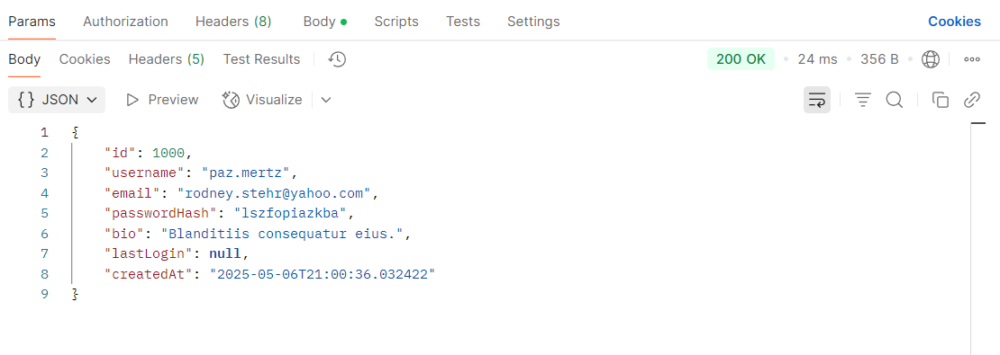 Params Authorization Headers (8) Body Scripts Tests Settings Cookies
Body Cookies Headers (5) Test Results 200 OK 24 ms 356 B
{} JSON Preview Visualize
1 {
2 "id": 1000,
3 "username": "paz.mertz",
4 "email": "rodney.stehr@yahoo.com",
5 "passwordHash": "lszfopiazkba",
6 "bio": "Blanditiis consequatur eius.",
7 "lastLogin": null,
8 "createdAt": "2025-05-06T21:00:36.032422"
9 }